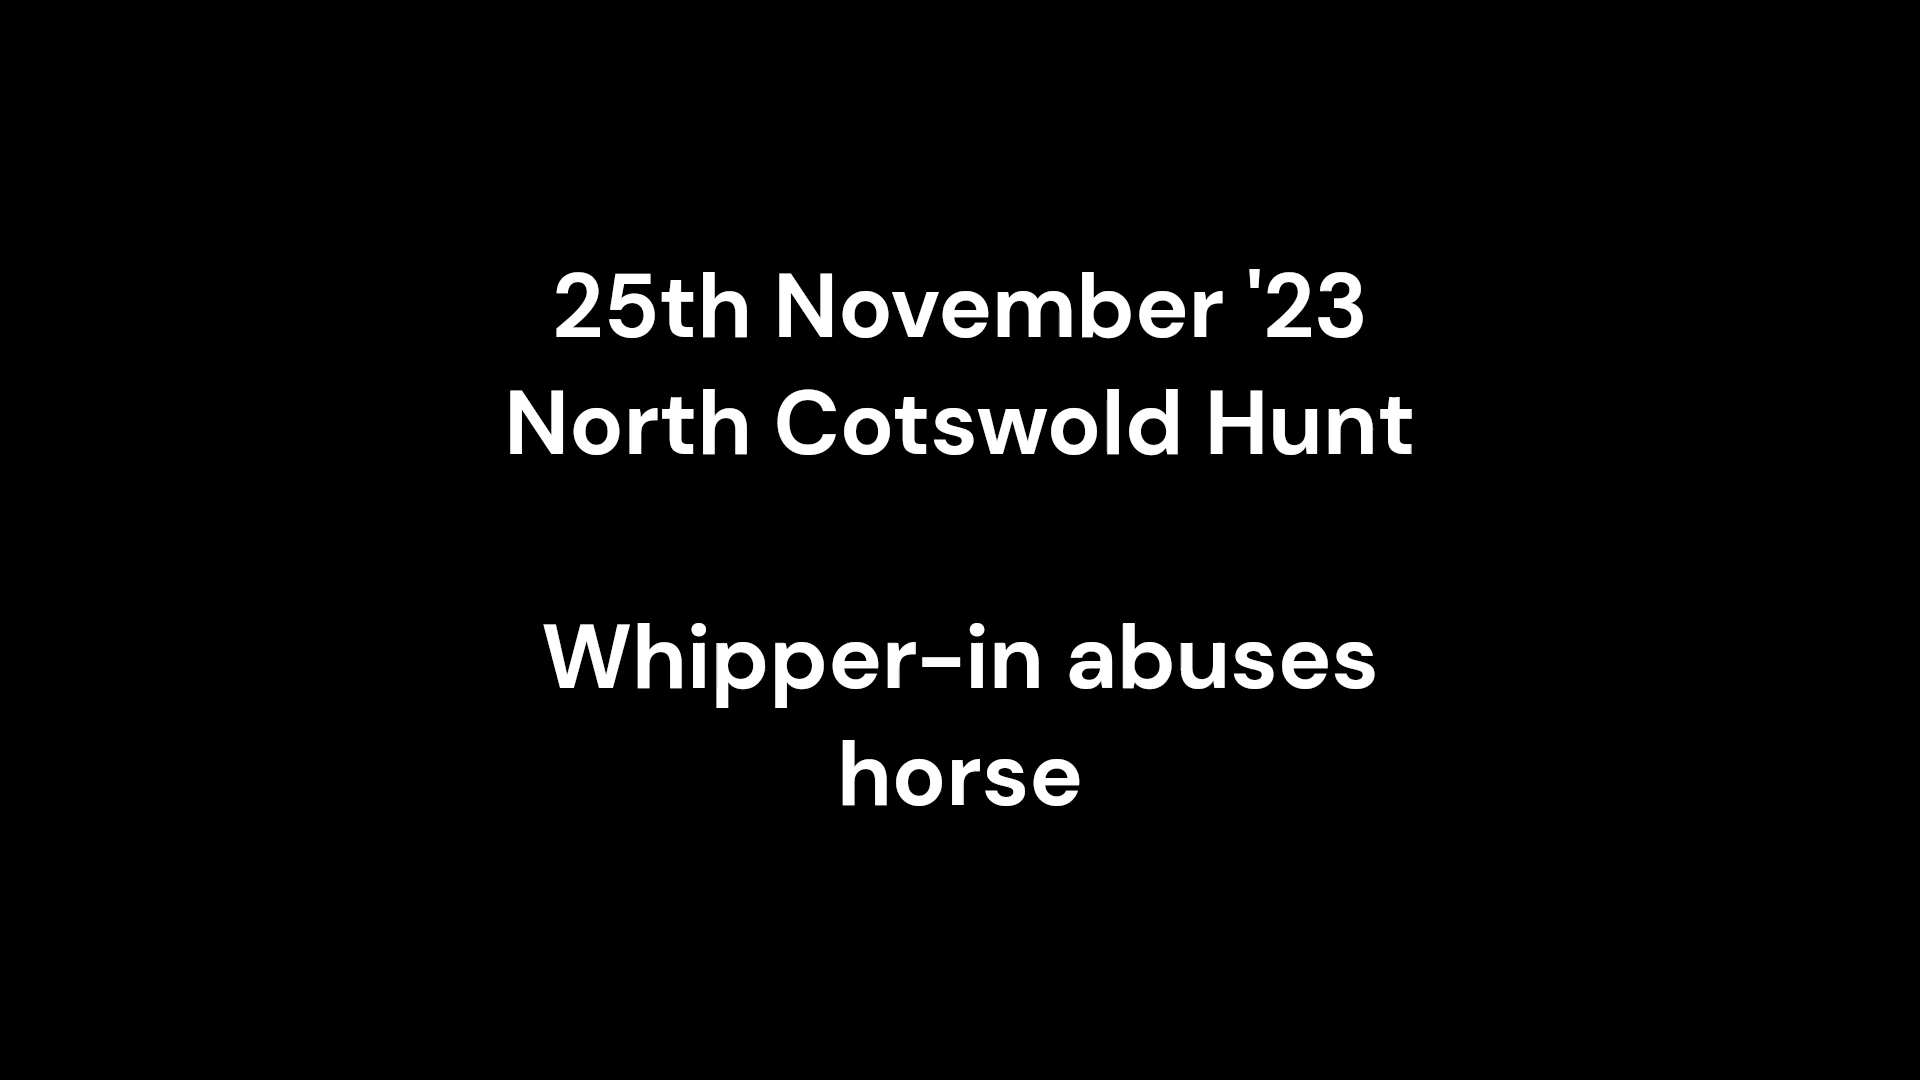 25th November '23
North Cotswold Hunt
Whipper-in abuses
horse